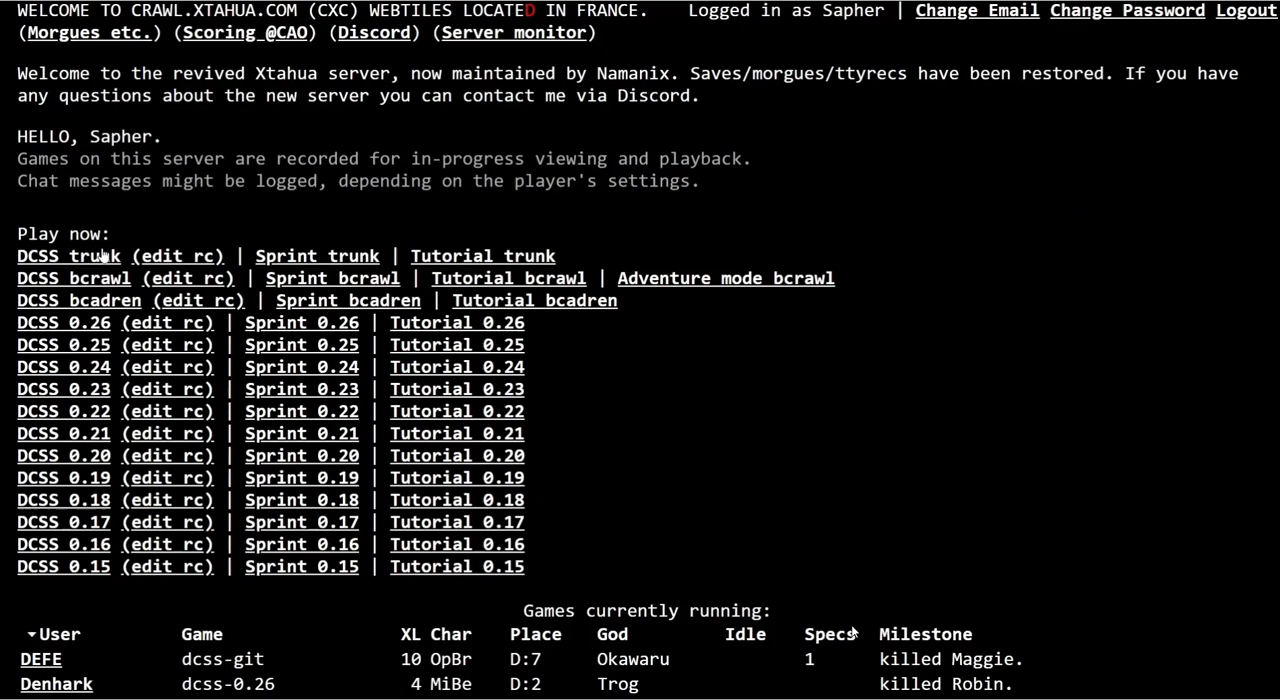 WELCOME TO CRAWL.XTAHUA.COM (CXC) WEBTILES LOCATED IN FRANCE. Logged in as Sapher | Change Email Change Password Logout
(Morgues etc.) (Scoring @CAO) (Discord) (Server monitor)
Welcome to the revived Xtahua server, now maintained by Namanix. Saves/morgues/ttyrecs have been restored. If you have
any questions about the new server you can contact me via Discord.
HELLO, Sapher.
Games on this server are recorded for in-progress viewing and playback.
Chat messages might be logged, depending on the player's settings.
Play now:
DCSS trunk (edit rc) | Sprint trunk | Tutorial trunk
DCSS bcrawl (edit rc) | Sprint bcrawl | Tutorial bcrawl | Adventure mode bcrawl
DCSS bcadren (edit rc) | Sprint bcadren | Tutorial bcadren
DCSS 0.26 (edit rc) | Sprint 0.26 | Tutorial 0.26
DCSS 0.25 (edit rc) | Sprint 0.25 | Tutorial 0.25
DCSS 0.24 (edit rc) | Sprint 0.24 | Tutorial 0.24
DCSS 0.23 (edit rc) | Sprint 0.23 | Tutorial 0.23
DCSS 0.22 (edit rc) | Sprint 0.22 | Tutorial 0.22
DCSS 0.21 (edit rc) | Sprint 0.21 | Tutorial 0.21
DCSS 0.20 (edit rc) | Sprint 0.20 | Tutorial 0.20
DCSS 0.19 (edit rc) | Sprint 0.19 | Tutorial 0.19
DCSS 0.18 (edit rc) | Sprint 0.18 | Tutorial 0.18
DCSS 0.17 (edit rc) | Sprint 0.17 | Tutorial 0.17
DCSS 0.16 (edit rc) | Sprint 0.16 | Tutorial 0.16
DCSS 0.15 (edit rc) | Sprint 0.15 | Tutorial 0.15
Games currently running:
User Game XL Char Place God Idle Specs Milestone
DEFE dcss-git 10 OpBr D:7 Okawaru 1 killed Maggie.
Denhark dcss-0.26 4 MiBe D:2 Trog killed Robin.